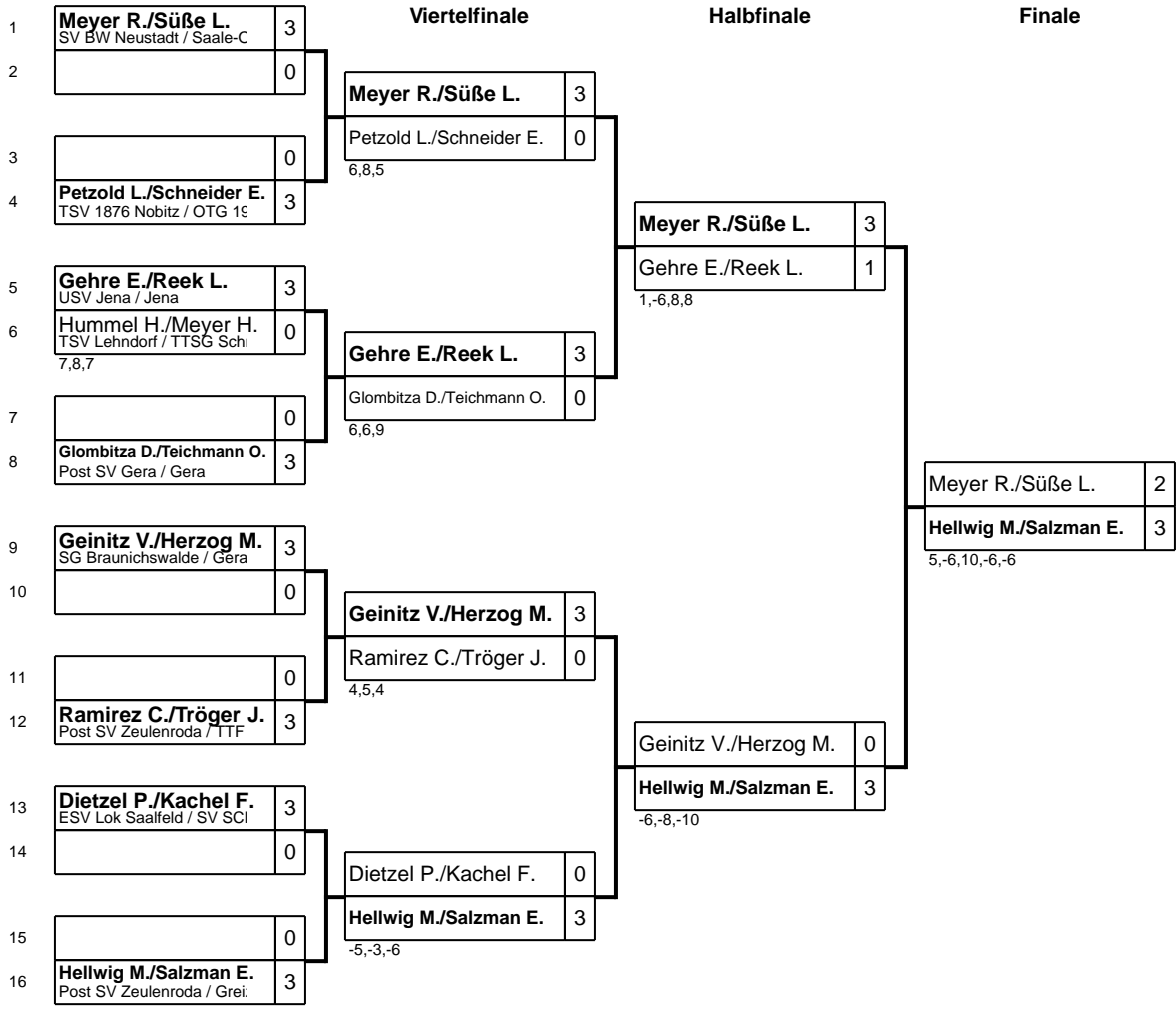 Viertelfinale
Halbfinale
Finale
1
Meyer R./Süße L.
3
SV BW Neustadt / Saale-
2
0
3
0
4
Petzold L./Schneider E.
3
TSV 1876 Nobitz / OTG
5
Gehre E./Reek L.
3
USV Jena / Jena
6
Hummel H./Meyer H.
0
TSV Lehndorf / TTSG
7,8,7
7
0
8
Glombitza D./Teichmann O.
3
Post SV Gera / Gera
9
Geinitz V./Herzog M.
3
SG Braunichswalde / Gera
10
0
11
0
12
Ramirez C./Tröger J.
3
Post SV Zeulenroda / TTF
13
Dietzel P./Kachel F.
3
ESV Lok Saalfeld / SV
14
0
15
0
16
Hellwig M./Salzman E.
3
Post SV Zeulenroda /
Meyer R./Süße L.
3
Petzold L./Schneider E.
0
6,8,5
Gehre E./Reek L.
3
Glombitza D./Teichmann O.
0
6,6,9
Geinitz V./Herzog M.
3
Ramirez C./Tröger J.
0
4,5,4
Dietzel P./Kachel F.
0
Hellwig M./Salzman E.
3
-5,-3,-6
Meyer R./Süße L.
3
Gehre E./Reek L.
1
1,-6,8,8
Geinitz V./Herzog M.
0
Hellwig M./Salzman E.
3
-6,-8,-10
Meyer R./Süße L.
2
Hellwig M./Salzman E.
3
5,-6,10,-6,-6